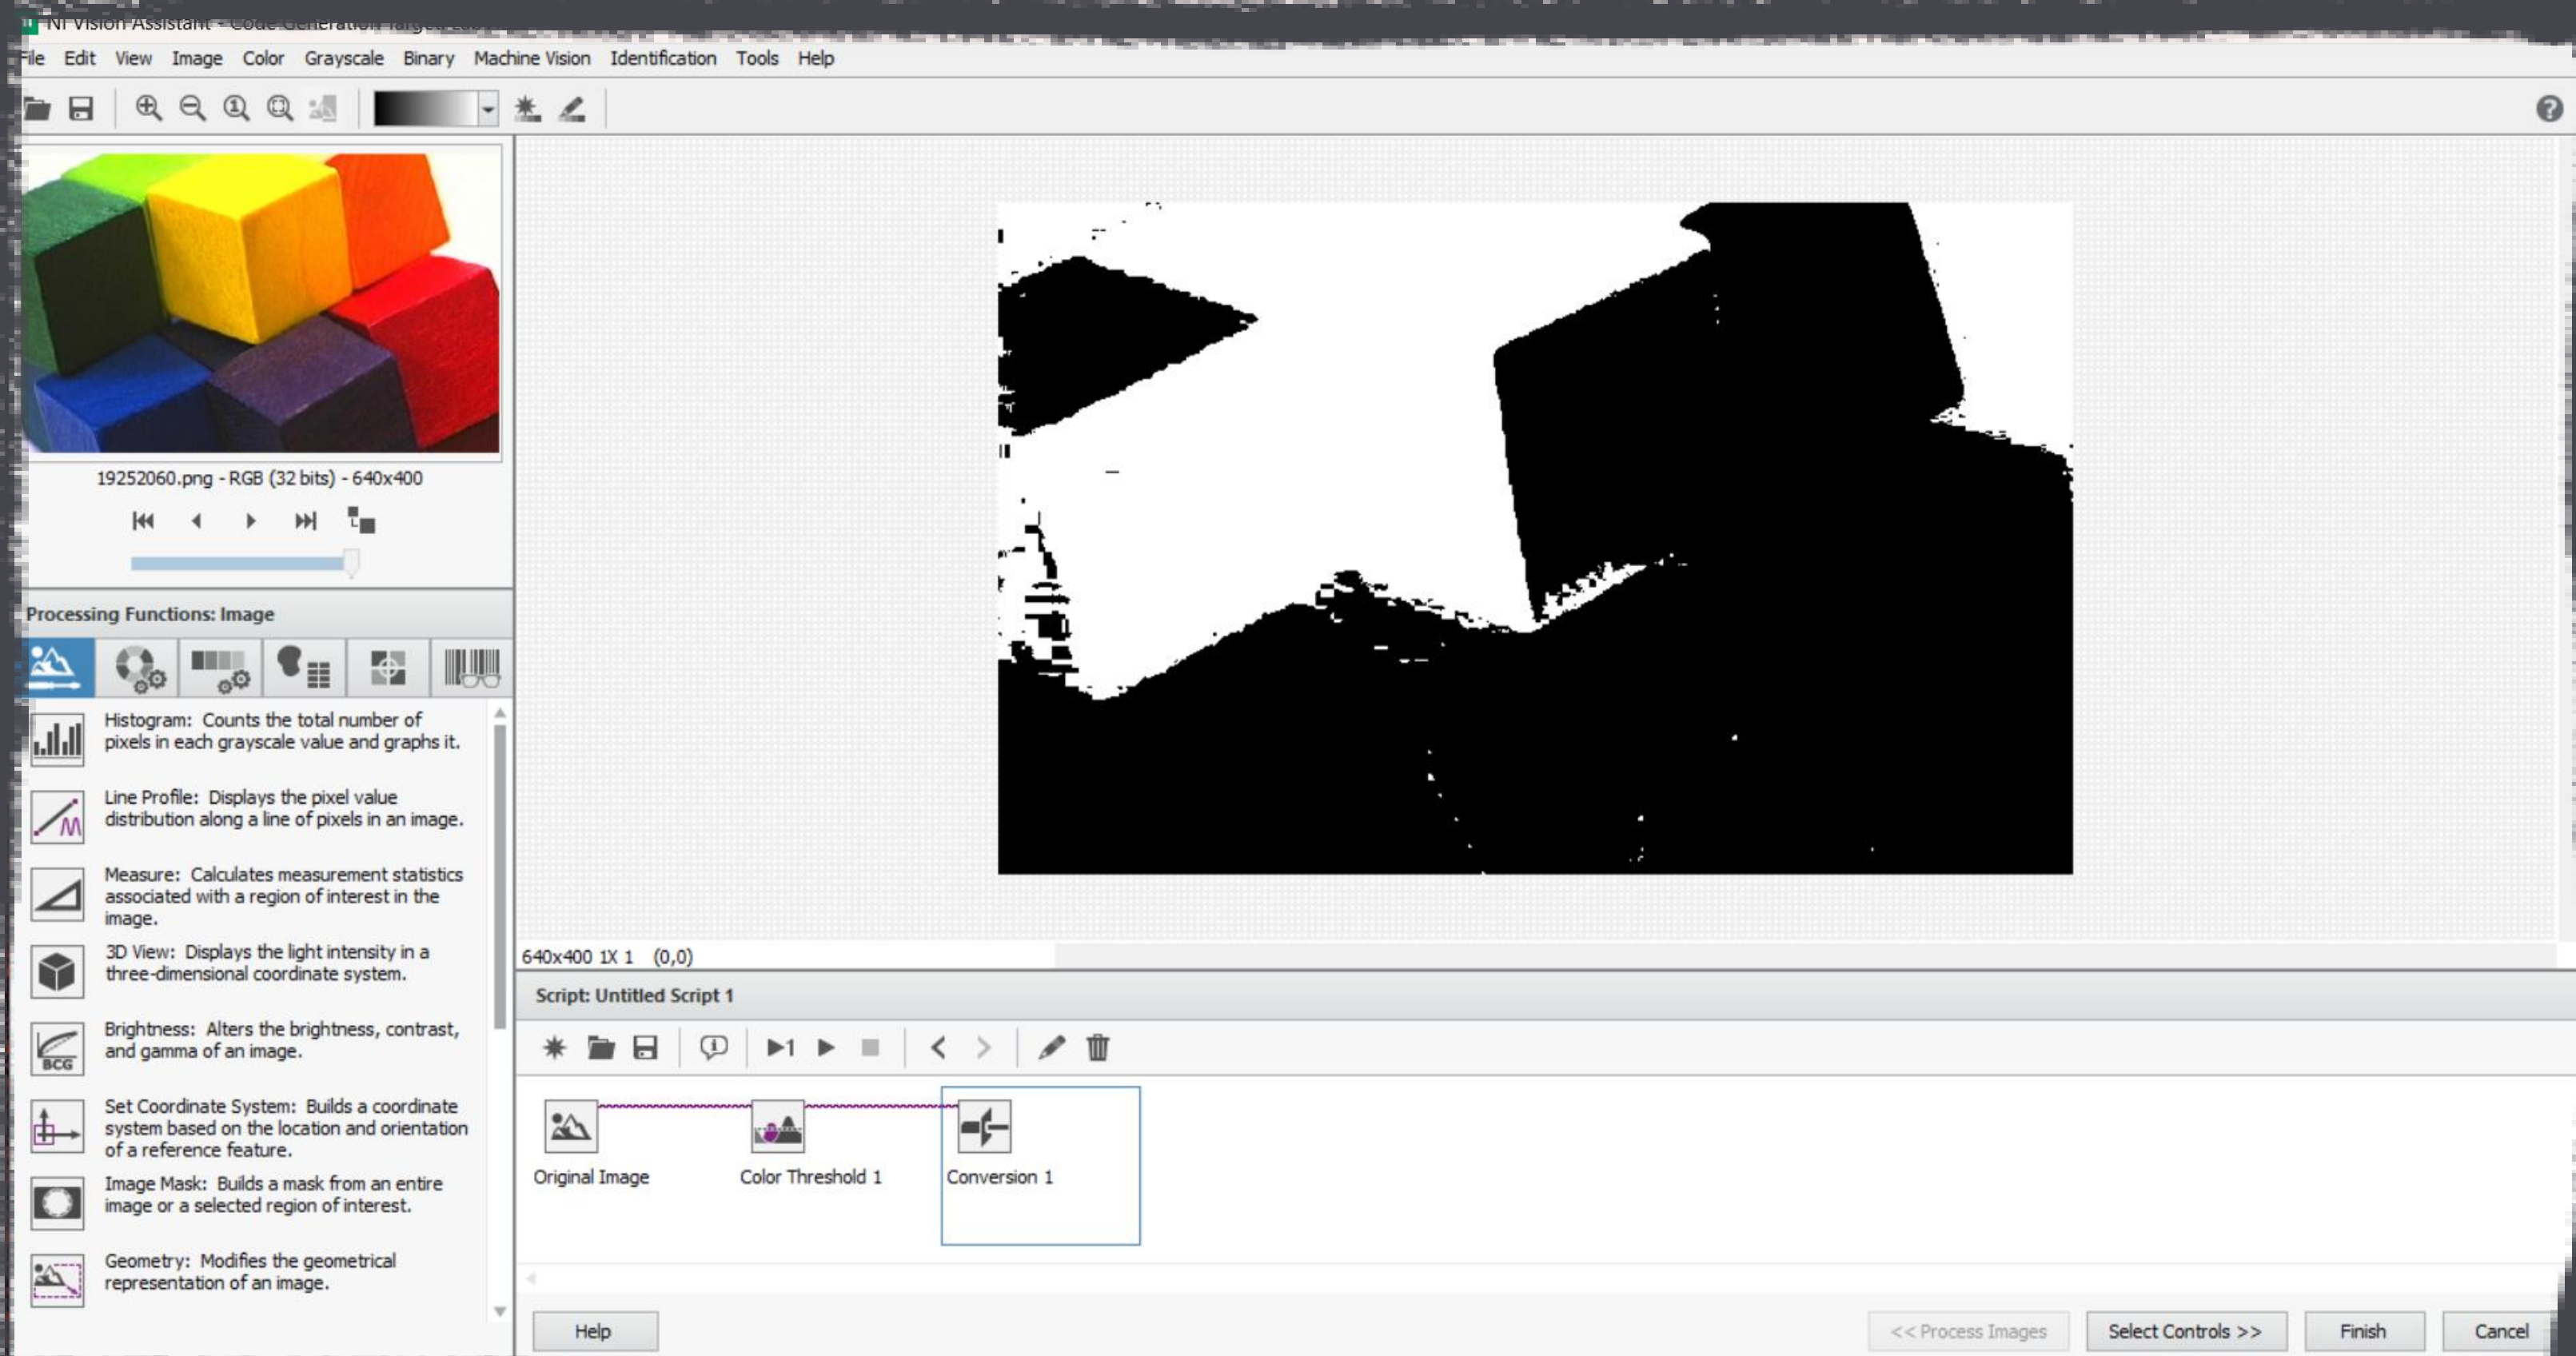 NI Vision Assistant - Code Generation Target:
File Edit View Image Color Grayscale Binary Machine Vision Identification Tools Help
19252060.png - RGB (32 bits) - 640x400
Processing Functions: Image
Histogram: Counts the total number of
pixels in each grayscale value and graphs it.
Line Profile: Displays the pixel value
distribution along a line of pixels in an image.
Measure: Calculates measurement statistics
associated with a region of interest in the
image.
3D View: Displays the light intensity in a
three-dimensional coordinate system.
BCG
Brightness: Alters the brightness, contrast,
and gamma of an image.
Set Coordinate System: Builds a coordinate
system based on the location and orientation
of a reference feature.
Image Mask: Builds a mask from an entire
image or a selected region of interest.
Geometry: Modifies the geometrical
representation of an image.
640x400 1X 1 (0,0)
Script: Untitled Script 1
1
Original Image Color Threshold 1 Conversion 1
Help << Process Images Select Controls >> Finish Cancel